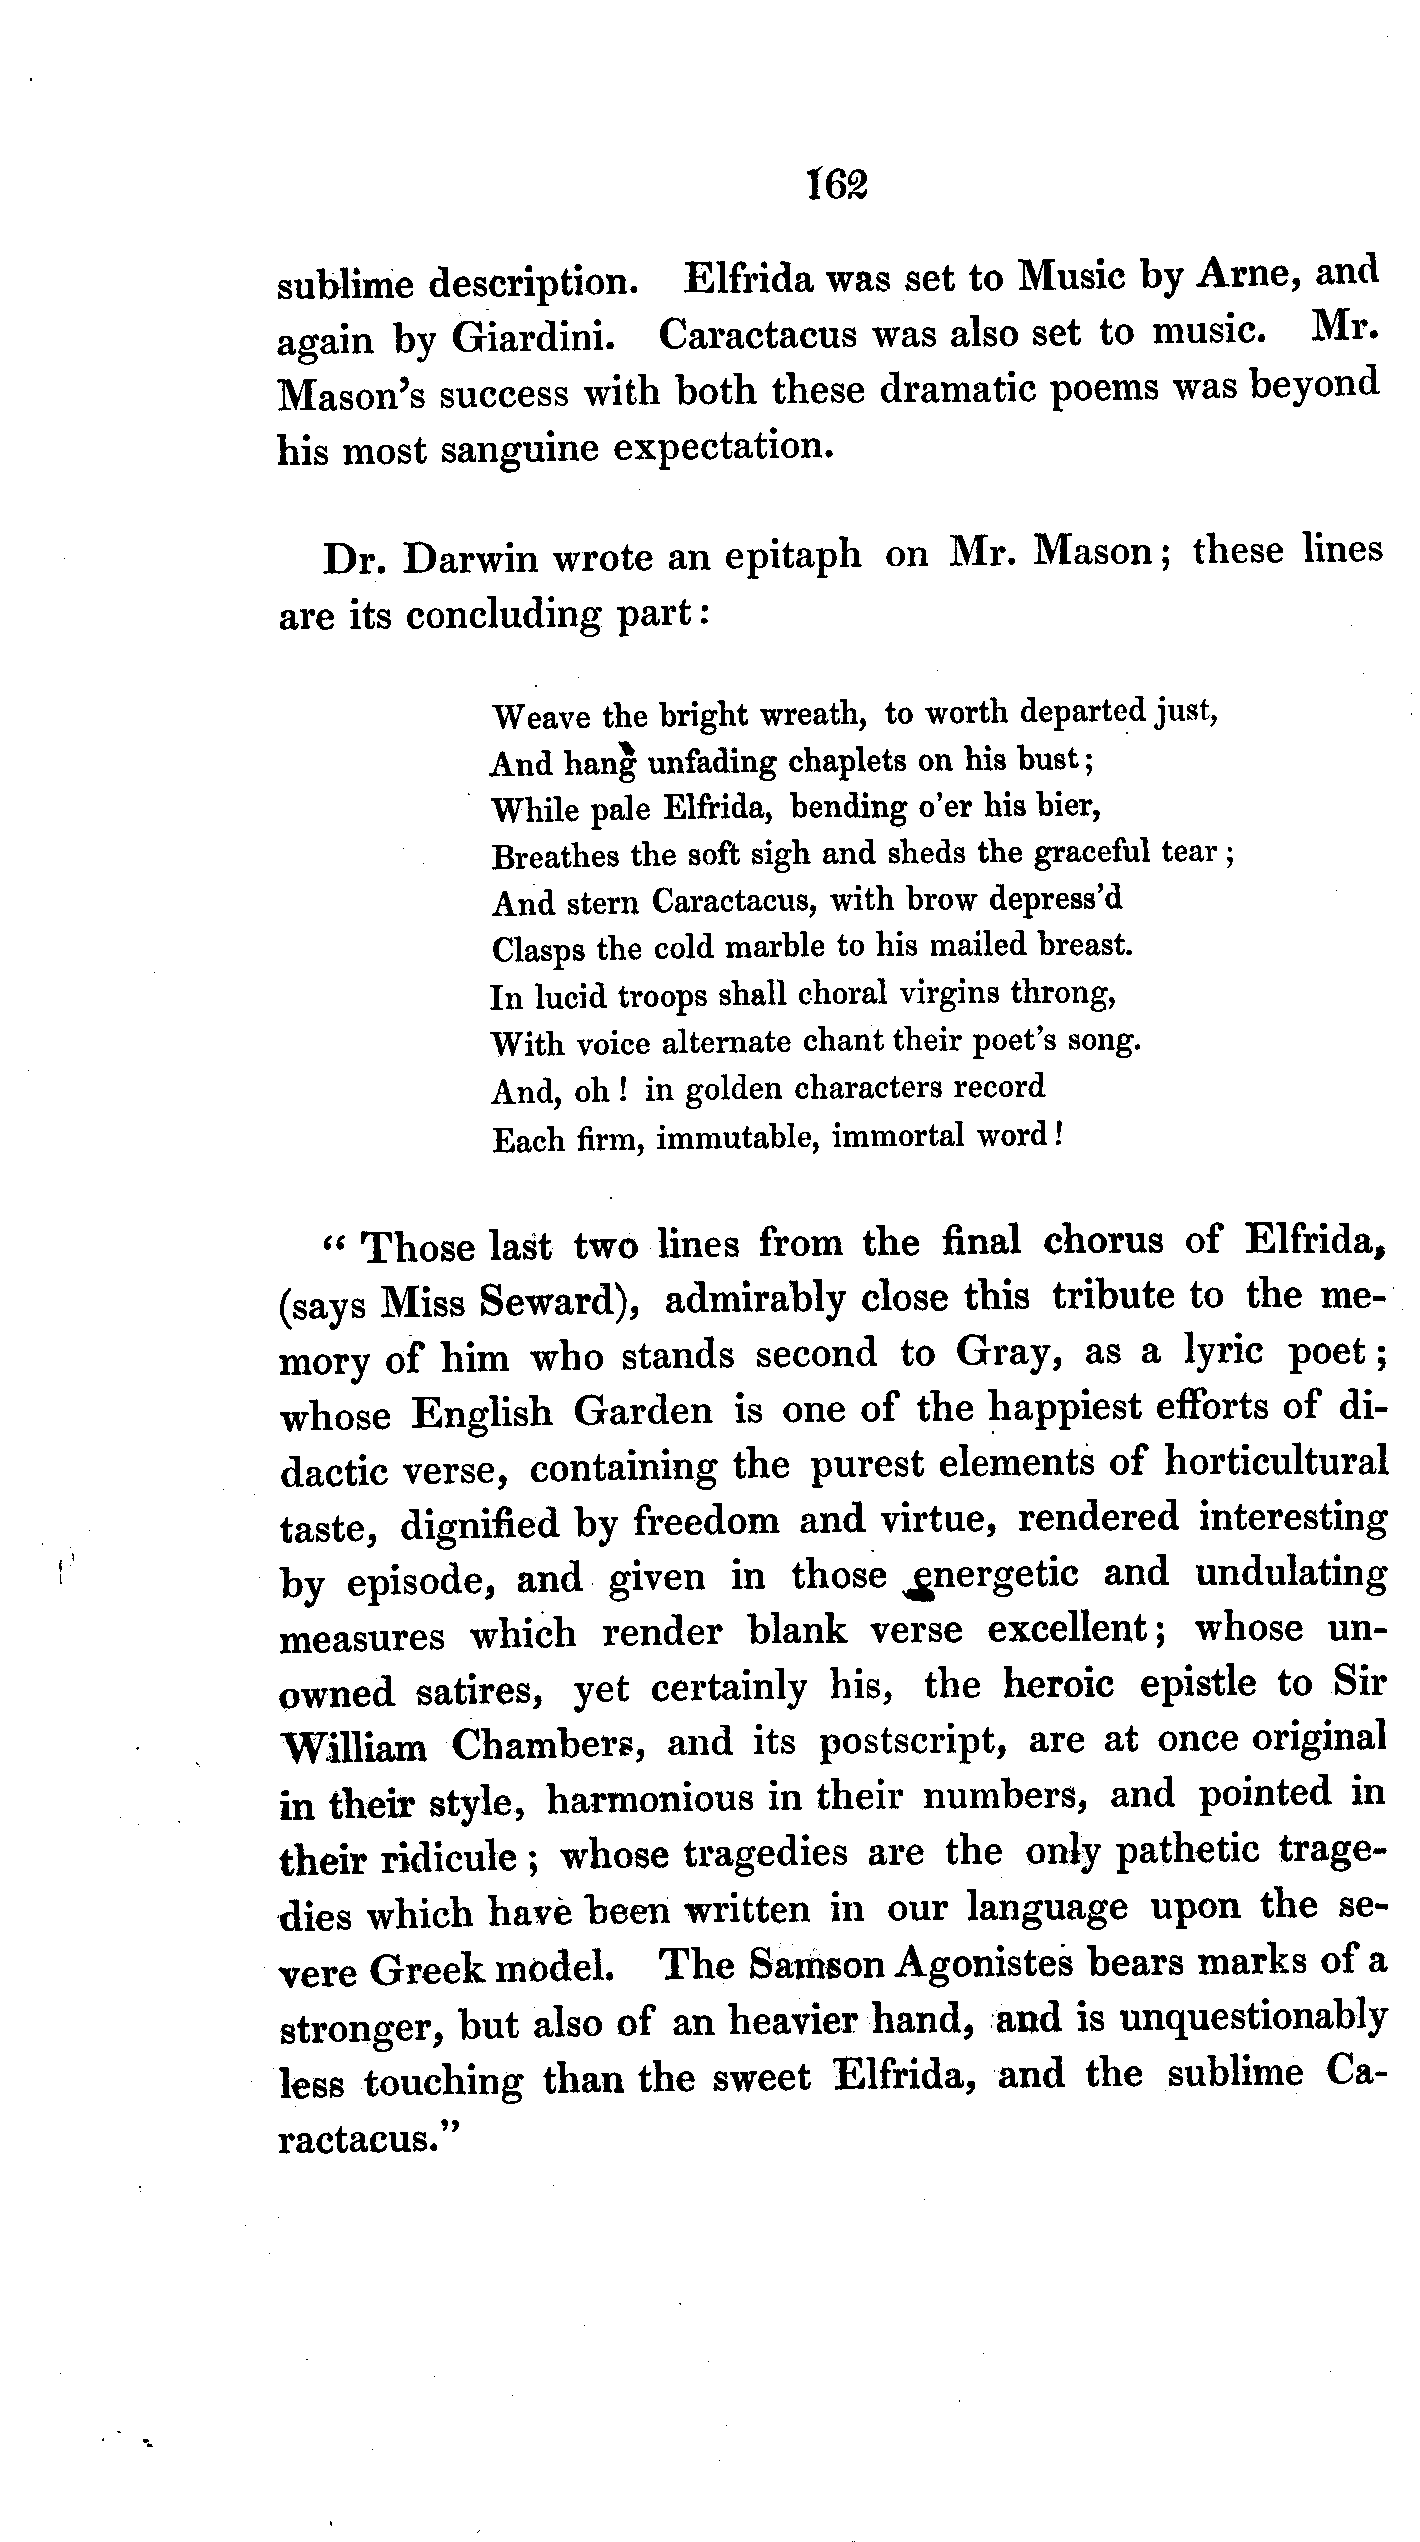 162
sublime description. Elfrida was set to Music by Arne, and
again by Giardini. Caractacus was also set to music. Mr.
Mason's success with both these dramatic poems was beyond
his most sanguine expectation.
Dr. Darwin wrote an epitaph on Mr. Mason; these lines
are its concluding part:
Weave the bright wreath, to worth departed just,
And hang unfading chaplets on his bust;
While pale Elfrida, bending o'er his bier,
Breathes the soft sigh and sheds the graceful tear;
And stern Caractacus, with brow depress'd
Clasps the cold marble to his mailed breast.
In lucid troops shall choral virgins throng,
With voice alternate chant their poet's song.
And, oh! in golden characters record
Each firm, immutable, immortal word!
"Those last two lines from the final chorus of Elfrida,
(says Miss Seward), admirably close this tribute to the me-
mory of him who stands second to Gray, as a lyric poet;
whose English Garden is one of the happiest efforts of di-
dactic verse, containing the purest elements of horticultural
taste, dignified by freedom and virtue, rendered interesting
by episode, and given in those energetic and undulating
measures which render blank verse excellent; whose un-
owned satires, yet certainly his, the heroic epistle to Sir
William Chambers, and its postscript, are at once original
in their style, harmonious in their numbers, and pointed in
their ridicule; whose tragedies are the only pathetic trage-
dies which have been written in our language upon the se-
vere Greek model. The Samson Agonistes bears marks of a
stronger, but also of an heavier hand, and is unquestionably
less touching than the sweet Elfrida, and the sublime Ca-
ractacus."